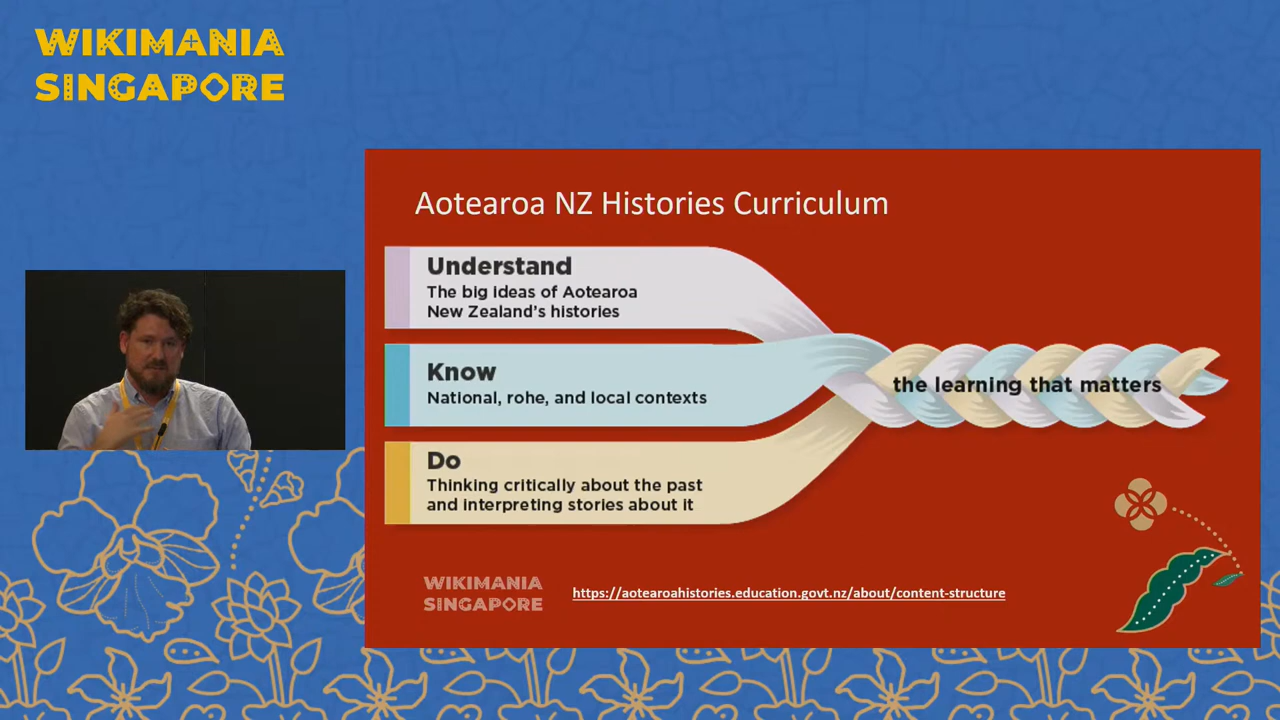 WIKIMANIA
SINGAPORE
Aotearoa NZ Histories Curriculum
Understand
The big ideas of Aotearoa
New Zealand's histories
Know
National, rohe, and local contexts
Do
Thinking critically about the past
and interpreting stories about it
the learning that matters
WIKIMANIA
SINGAPORE
https://aotearoahistories.education.govt.nz/about/content-structure